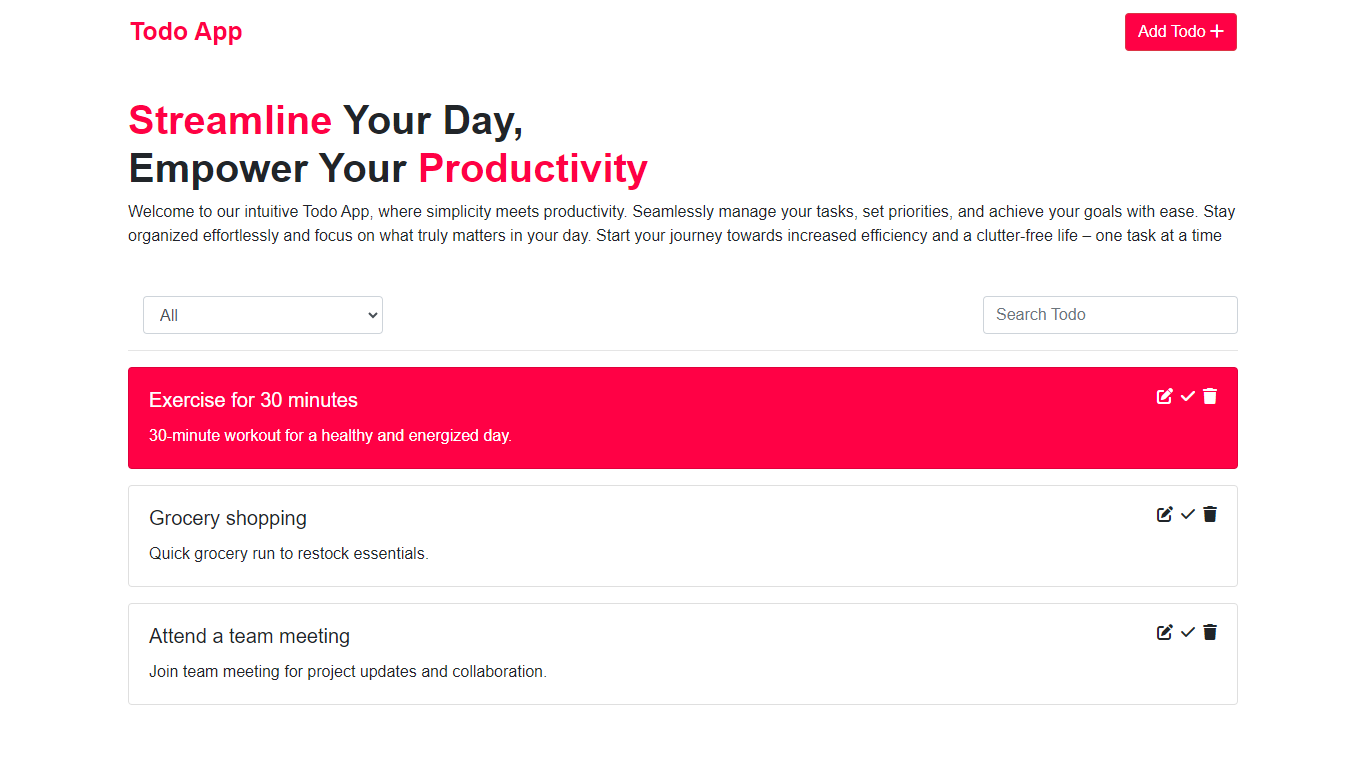 Todo App
Add Todo +
Streamline Your Day,
Empower Your Productivity
Welcome to our intuitive Todo App, where simplicity meets productivity. Seamlessly manage your tasks, set priorities, and achieve your goals with ease. Stay
organized effortlessly and focus on what truly matters in your day. Start your journey towards increased efficiency and a clutter-free life – one task at a time
All
Search Todo
Exercise for 30 minutes
30-minute workout for a healthy and energized day.
Grocery shopping
Quick grocery run to restock essentials.
Attend a team meeting
Join team meeting for project updates and collaboration.